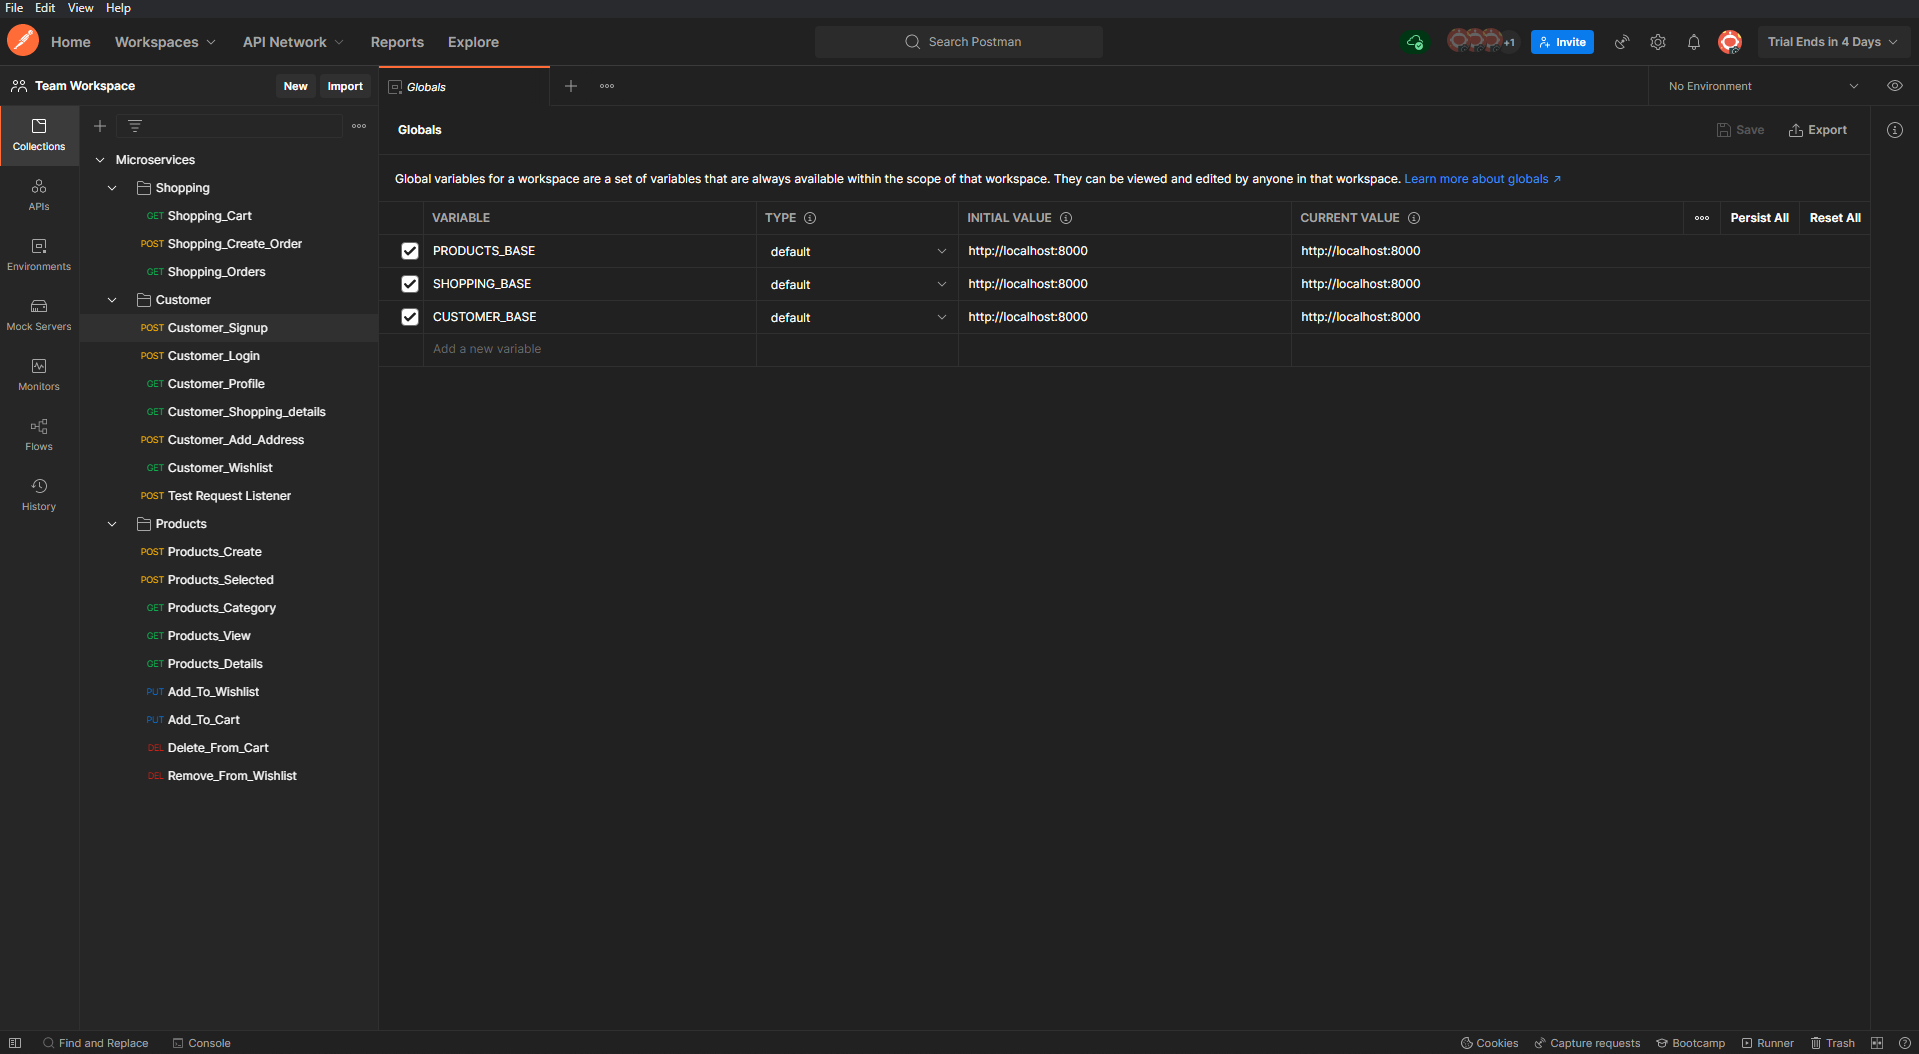 File Edit View Help
Home Workspaces API Network Reports Explore Search Postman +1 Invite Trial Ends in 4 Days
Team Workspace New Import Globals No Environment
Collections
APIs
Environments
Mock Servers
Monitors
Flows
History
Microservices
Shopping
GET Shopping_Cart
POST Shopping_Create_Order
GET Shopping_Orders
Customer
POST Customer_Signup
POST Customer_Login
GET Customer_Profile
GET Customer_Shopping_details
POST Customer_Add_Address
GET Customer_Wishlist
POST Test Request Listener
Products
POST Products_Create
POST Products_Selected
GET Products_Category
GET Products_View
GET Products_Details
PUT Add_To_Wishlist
PUT Add_To_Cart
DEL Delete_From_Cart
DEL Remove_From_Wishlist
Globals Save Export
Global variables for a workspace are a set of variables that are always available within the scope of that workspace. They can be viewed and edited by anyone in that workspace. Learn more about globals ↗
VARIABLE TYPE INITIAL VALUE CURRENT VALUE Persist All Reset All
PRODUCTS_BASE default http://localhost:8000 http://localhost:8000
SHOPPING_BASE default http://localhost:8000 http://localhost:8000
CUSTOMER_BASE default http://localhost:8000 http://localhost:8000
Add a new variable
Find and Replace Console Cookies Capture requests Bootcamp Runner Trash